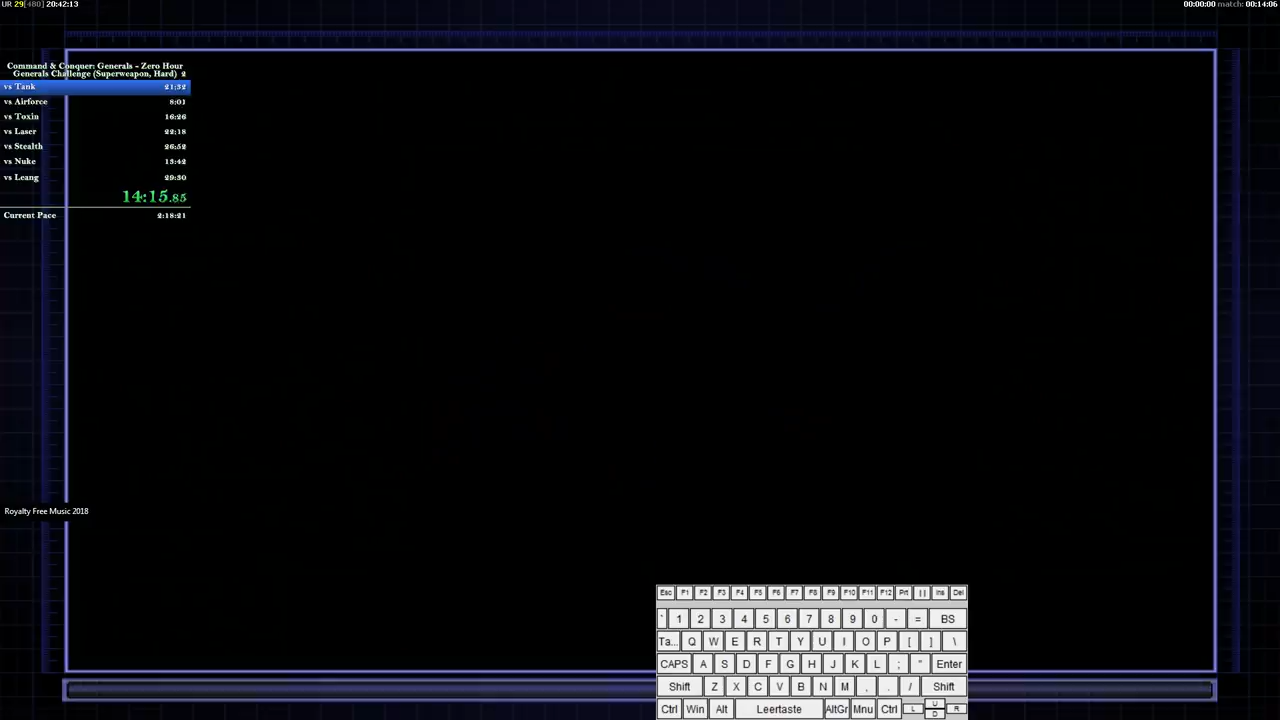 UR 29[480] 20:42:13
00:00:00 match: 00:14:06
Command & Conquer: Generals - Zero Hour
Generals Challenge (Superweapon, Hard) 2
vs Tank 21:32
vs Airforce 8:01
vs Toxin 16:26
vs Laser 22:18
vs Stealth 26:52
vs Nuke 13:42
vs Leang 29:30
14:15.85
Current Pace 2:18:21
Royalty Free Music 2018
Esc F1 F2 F3 F4 F5 F6 F7 F8 F9 F10 F11 F12 Prt | | Ins Del
` 1 2 3 4 5 6 7 8 9 0 - = BS
Ta... Q W E R T Y U I O P [ ] \
CAPS A S D F G H J K L ; " Enter
Shift Z X C V B N M , . / Shift
Ctrl Win Alt Leertaste AltGr Mnu Ctrl L U D R